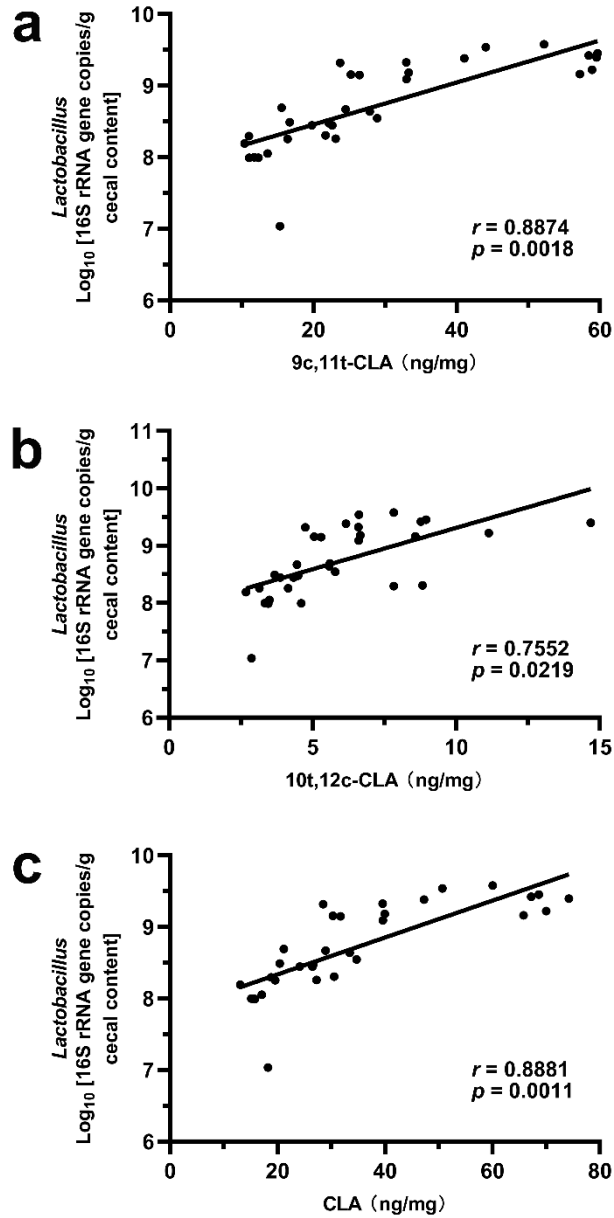 a
Lactobacillus
Log₁₀ [16S rRNA gene copies/g
cecal content]
10
9
8
7
6
r = 0.8874
p = 0.0018
0
20
40
60
9c,11t-CLA（ng/mg）
b
Lactobacillus
Log₁₀ [16S rRNA gene copies/g
cecal content]
11
10
9
8
7
6
r = 0.7552
p = 0.0219
0
5
10
15
10t,12c-CLA（ng/mg）
c
Lactobacillus
Log₁₀ [16S rRNA gene copies/g
cecal content]
10
9
8
7
6
r = 0.8881
p = 0.0011
0
20
40
60
80
CLA（ng/mg）